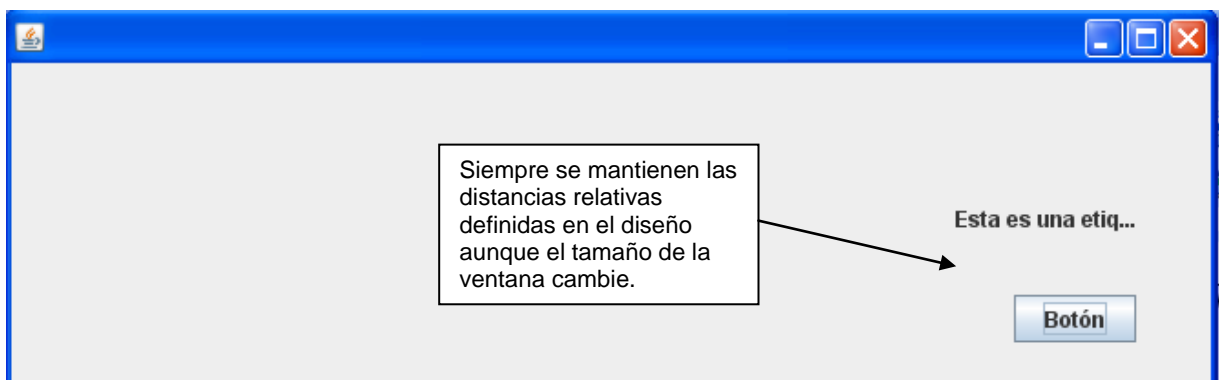 Siempre se mantienen las
distancias relativas
definidas en el diseño
aunque el tamaño de la
ventana cambie.
Esta es una etiq...
Botón